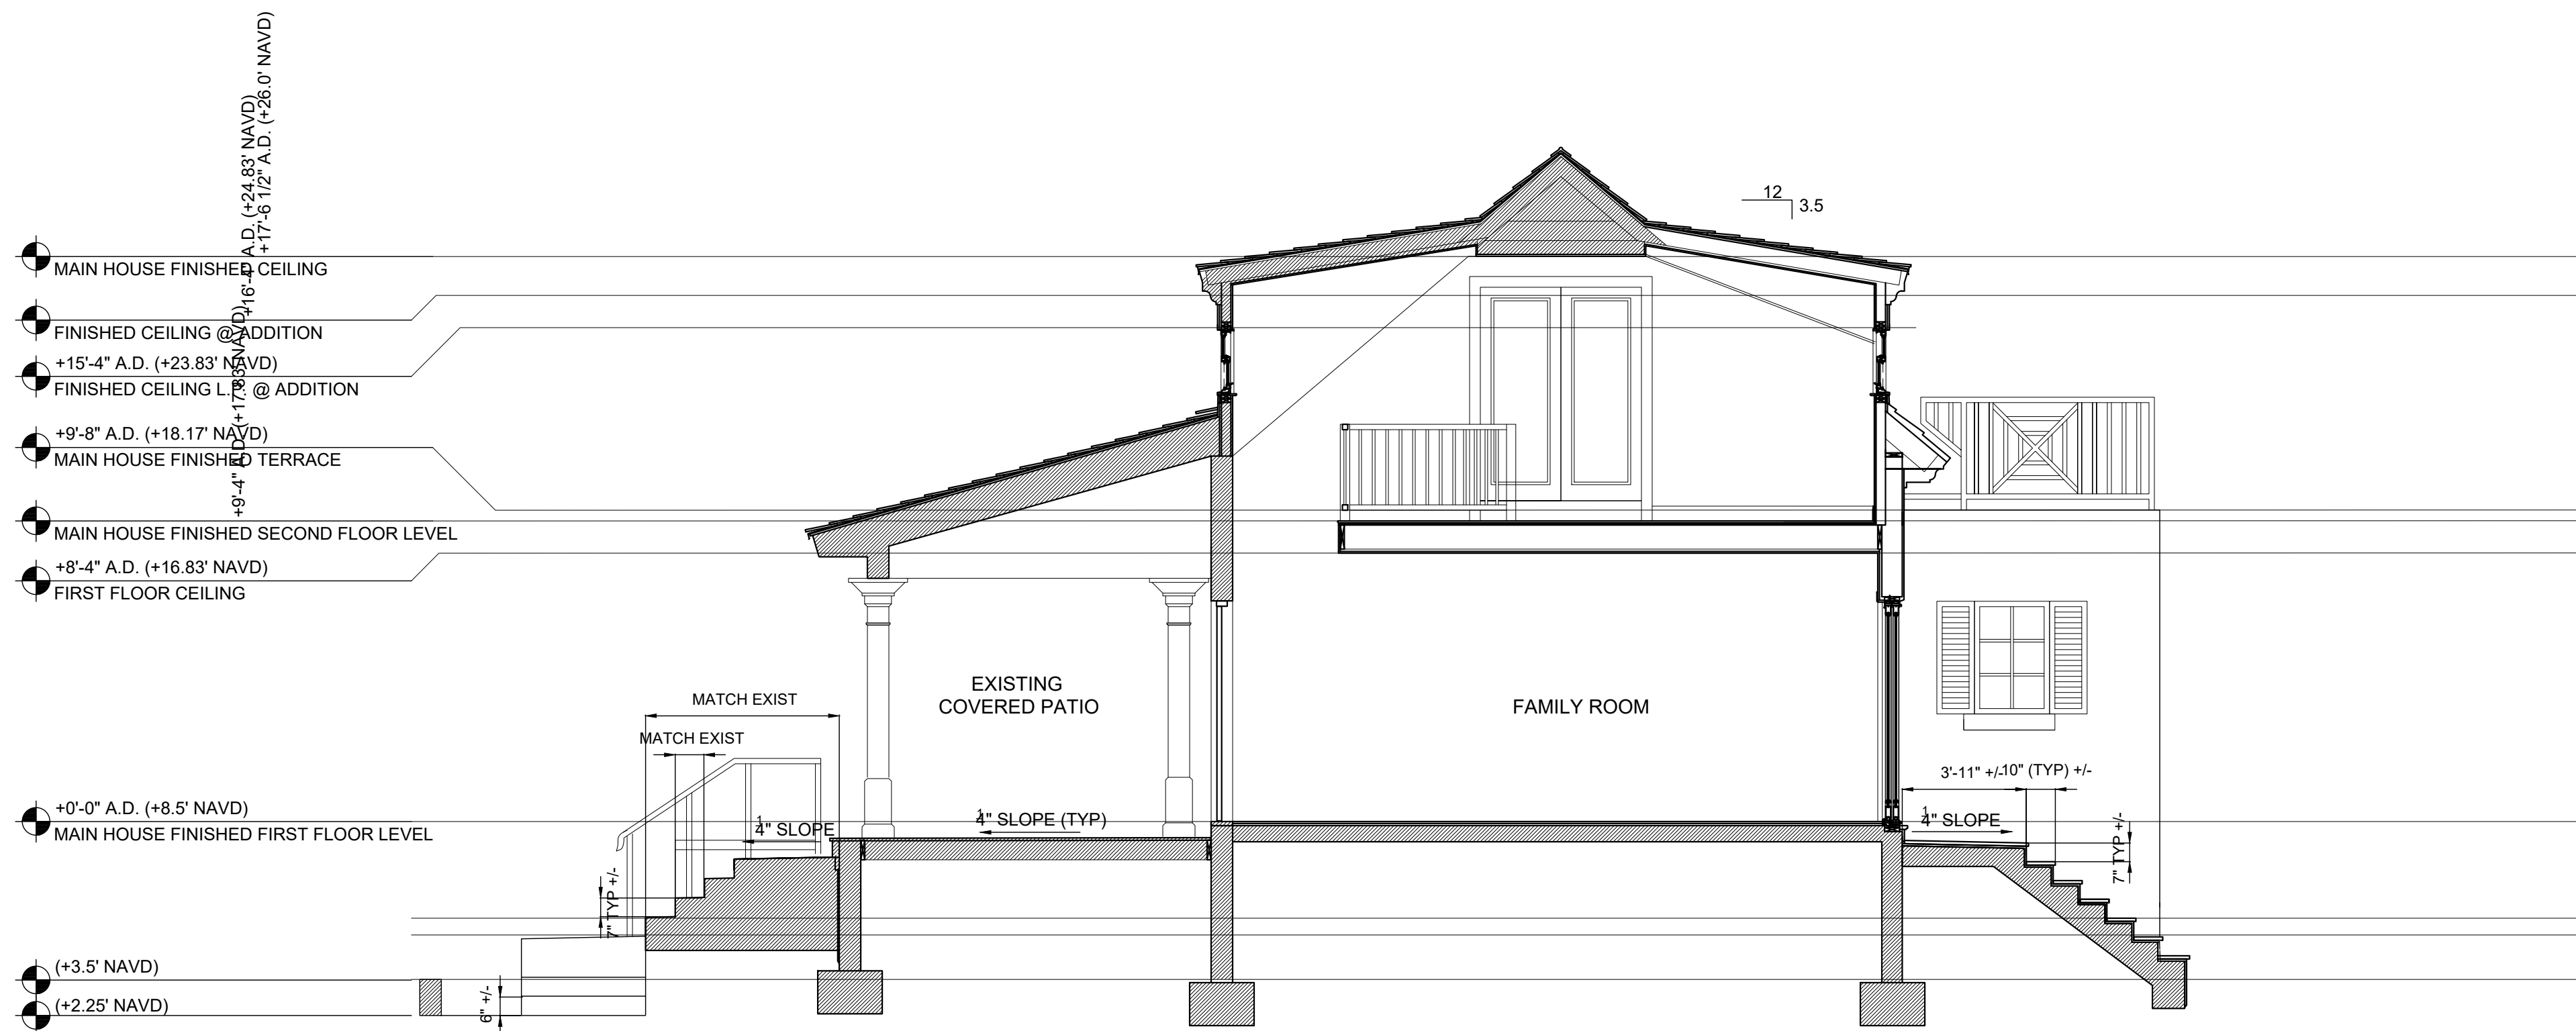 +17'-6 1/2" A.D. (+26.0' NAVD)
MAIN HOUSE FINISHED CEILING
+16'-4" A.D. (+24.83' NAVD)
FINISHED CEILING @ ADDITION
+15'-4" A.D. (+23.83' NAVD)
FINISHED CEILING @ ADDITION
+9'-8" A.D. (+18.17' NAVD)
MAIN HOUSE FINISHED TERRACE
+9'-4" A.D. (+17.83' NAVD)
MAIN HOUSE FINISHED SECOND FLOOR LEVEL
+8'-4" A.D. (+16.83' NAVD)
FIRST FLOOR CEILING
+0'-0" A.D. (+8.5' NAVD)
MAIN HOUSE FINISHED FIRST FLOOR LEVEL
(+3.5' NAVD)
(+2.25' NAVD)
12
3.5
MATCH EXIST
MATCH EXIST
EXISTING
COVERED PATIO
FAMILY ROOM
1/4" SLOPE
1/4" SLOPE (TYP)
3'-11" +/-
10" (TYP) +/-
1/4" SLOPE
7" TYP +/-
7" TYP +/-
6" +/-